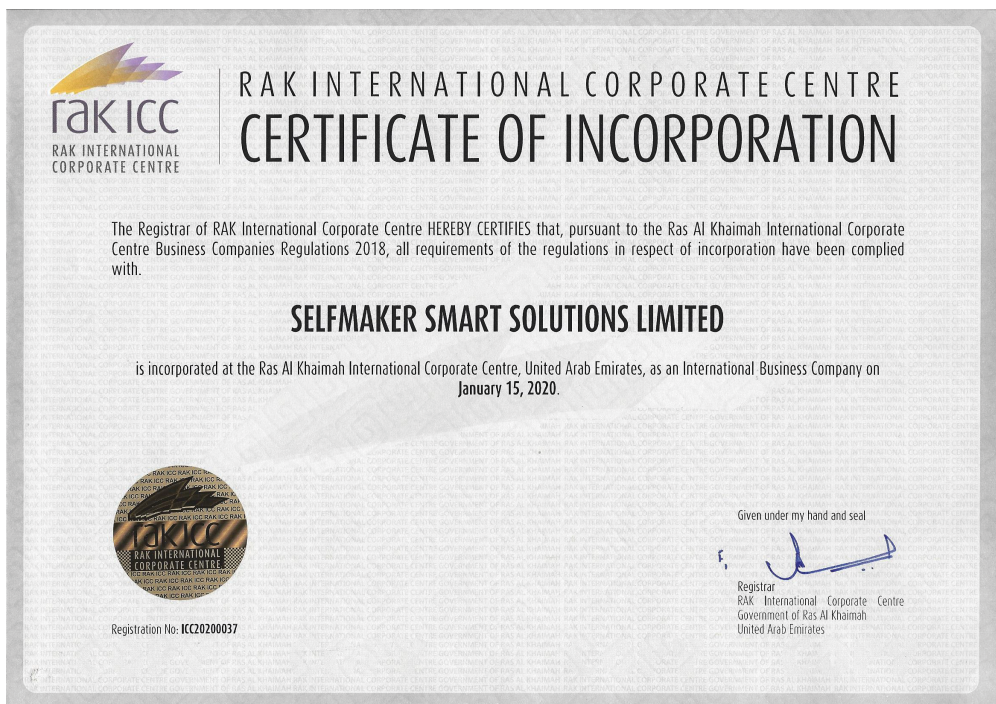 rak icc
RAK INTERNATIONAL
CORPORATE CENTRE
RAK INTERNATIONAL CORPORATE CENTRE
CERTIFICATE OF INCORPORATION
The Registrar of RAK International Corporate Centre HEREBY CERTIFIES that, pursuant to the Ras Al Khaimah International Corporate
Centre Business Companies Regulations 2018, all requirements of the regulations in respect of incorporation have been complied
with.
SELFMAKER SMART SOLUTIONS LIMITED
is incorporated at the Ras Al Khaimah International Corporate Centre, United Arab Emirates, as an International Business Company on
January 15, 2020.
rak icc
RAK INTERNATIONAL
CORPORATE CENTRE
Registration No: ICC20200037
Given under my hand and seal
Registrar
RAK International Corporate Centre
Government of Ras Al Khaimah
United Arab Emirates